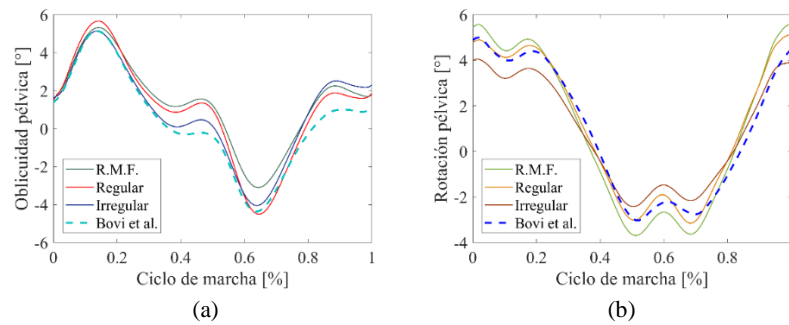 6
4
2
0
-2
-4
-6
Oblicuidad pélvica [°]
R.M.F.
Regular
Irregular
Bovi et al.
0
0.2
0.4
0.6
0.8
1
Ciclo de marcha [%]
(a)
6
4
2
0
-2
-4
Rotación pélvica [°]
R.M.F.
Regular
Irregular
Bovi et al.
0
0.2
0.4
0.6
0.8
Ciclo de marcha [%]
(b)